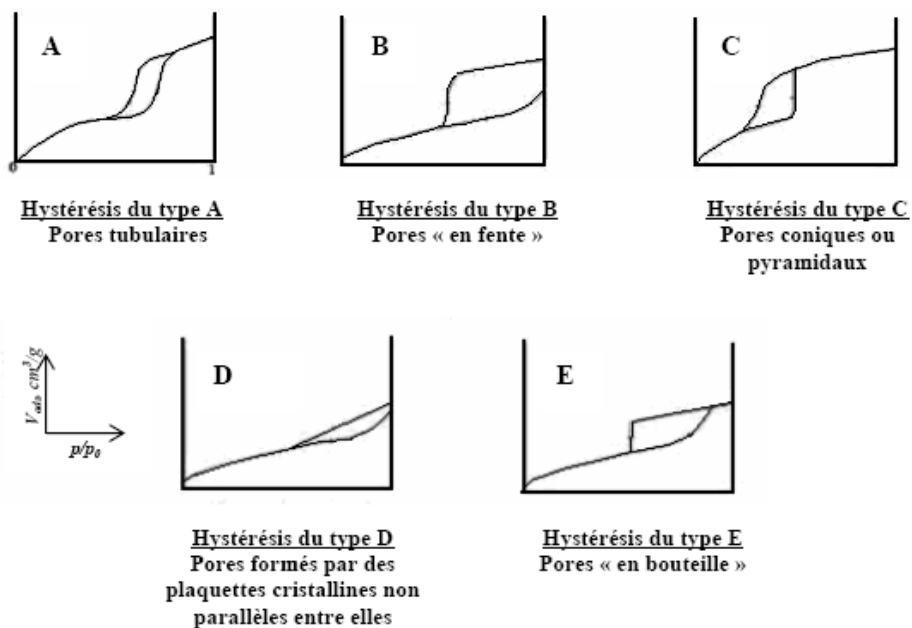 A
B
C
0
1
Hystérésis du type A
Pores tubulaires
Hystérésis du type B
Pores « en fente »
Hystérésis du type C
Pores coniques ou
pyramidaux
V ads cm³/g
p/p₀
D
E
Hystérésis du type D
Pores formés par des
plaquettes cristallines non
parallèles entre elles
Hystérésis du type E
Pores « en bouteille »